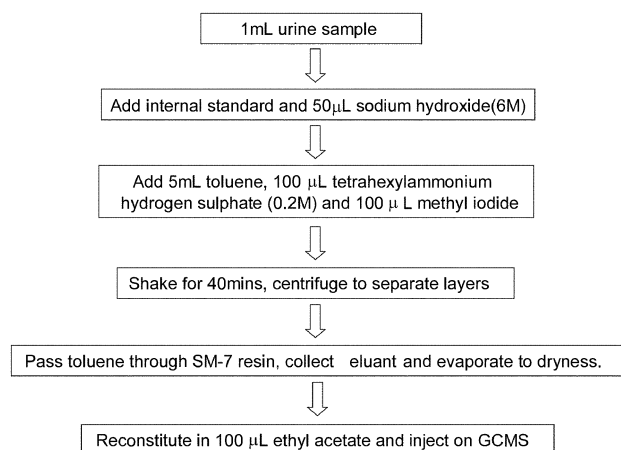 1mL urine sample
Add internal standard and 50μL sodium hydroxide(6M)
Add 5mL toluene, 100 μL tetrahexylammonium
hydrogen sulphate (0.2M) and 100 μ L methyl iodide
Shake for 40mins, centrifuge to separate layers
Pass toluene through SM-7 resin, collect eluant and evaporate to dryness.
Reconstitute in 100 μL ethyl acetate and inject on GCMS